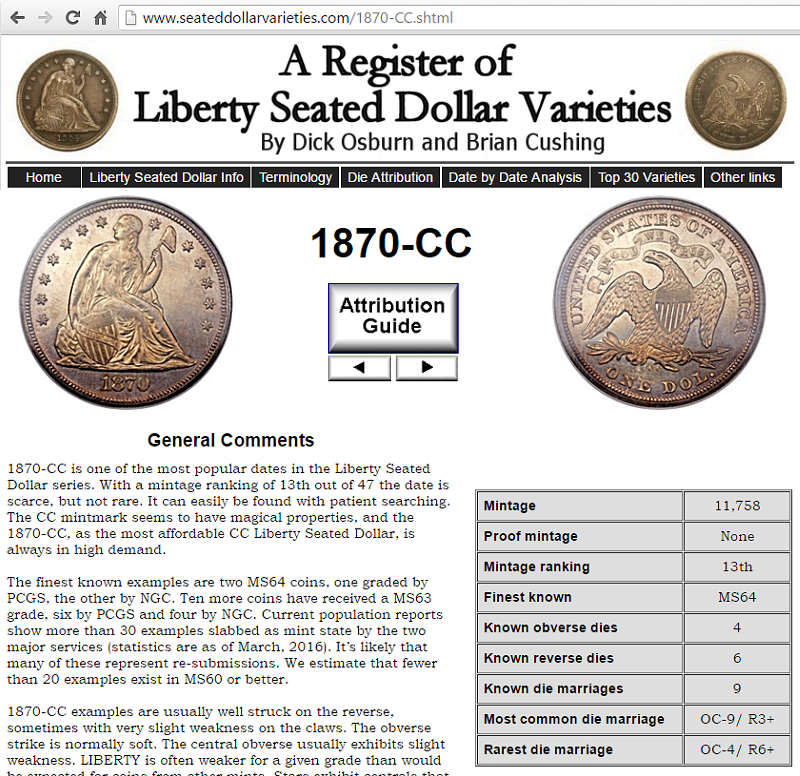 www.seateddollarvarieties.com/1870-CC.shtml
A Register of
Liberty Seated Dollar Varieties
By Dick Osburn and Brian Cushing
Home Liberty Seated Dollar Info Terminology Die Attribution Date by Date Analysis Top 30 Varieties Other links
1870-CC
Attribution
Guide
1870
UNITED STATES OF AMERICA
ONE DOL.
General Comments
1870-CC is one of the most popular dates in the Liberty Seated
Dollar series. With a mintage ranking of 13th out of 47 the date is
scarce, but not rare. It can easily be found with patient searching.
The CC mintmark seems to have magical properties, and the
1870-CC, as the most affordable CC Liberty Seated Dollar, is
always in high demand.
The finest known examples are two MS64 coins, one graded by
PCGS, the other by NGC. Ten more coins have received a MS63
grade, six by PCGS and four by NGC. Current population reports
show more than 30 examples slabbed as mint state by the two
major services (statistics are as of March, 2016). It's likely that
many of these represent re-submissions. We estimate that fewer
than 20 examples exist in MS60 or better.
1870-CC examples are usually well struck on the reverse,
sometimes with very slight weakness on the claws. The obverse
strike is normally soft. The central obverse usually exhibits slight
weakness. LIBERTY is often weaker for a given grade than would
be expected for coins from other mints. Stars exhibit controls that
Mintage 11,758
Proof mintage None
Mintage ranking 13th
Finest known MS64
Known obverse dies 4
Known reverse dies 6
Known die marriages 9
Most common die marriage OC-9/ R3+
Rarest die marriage OC-4/ R6+